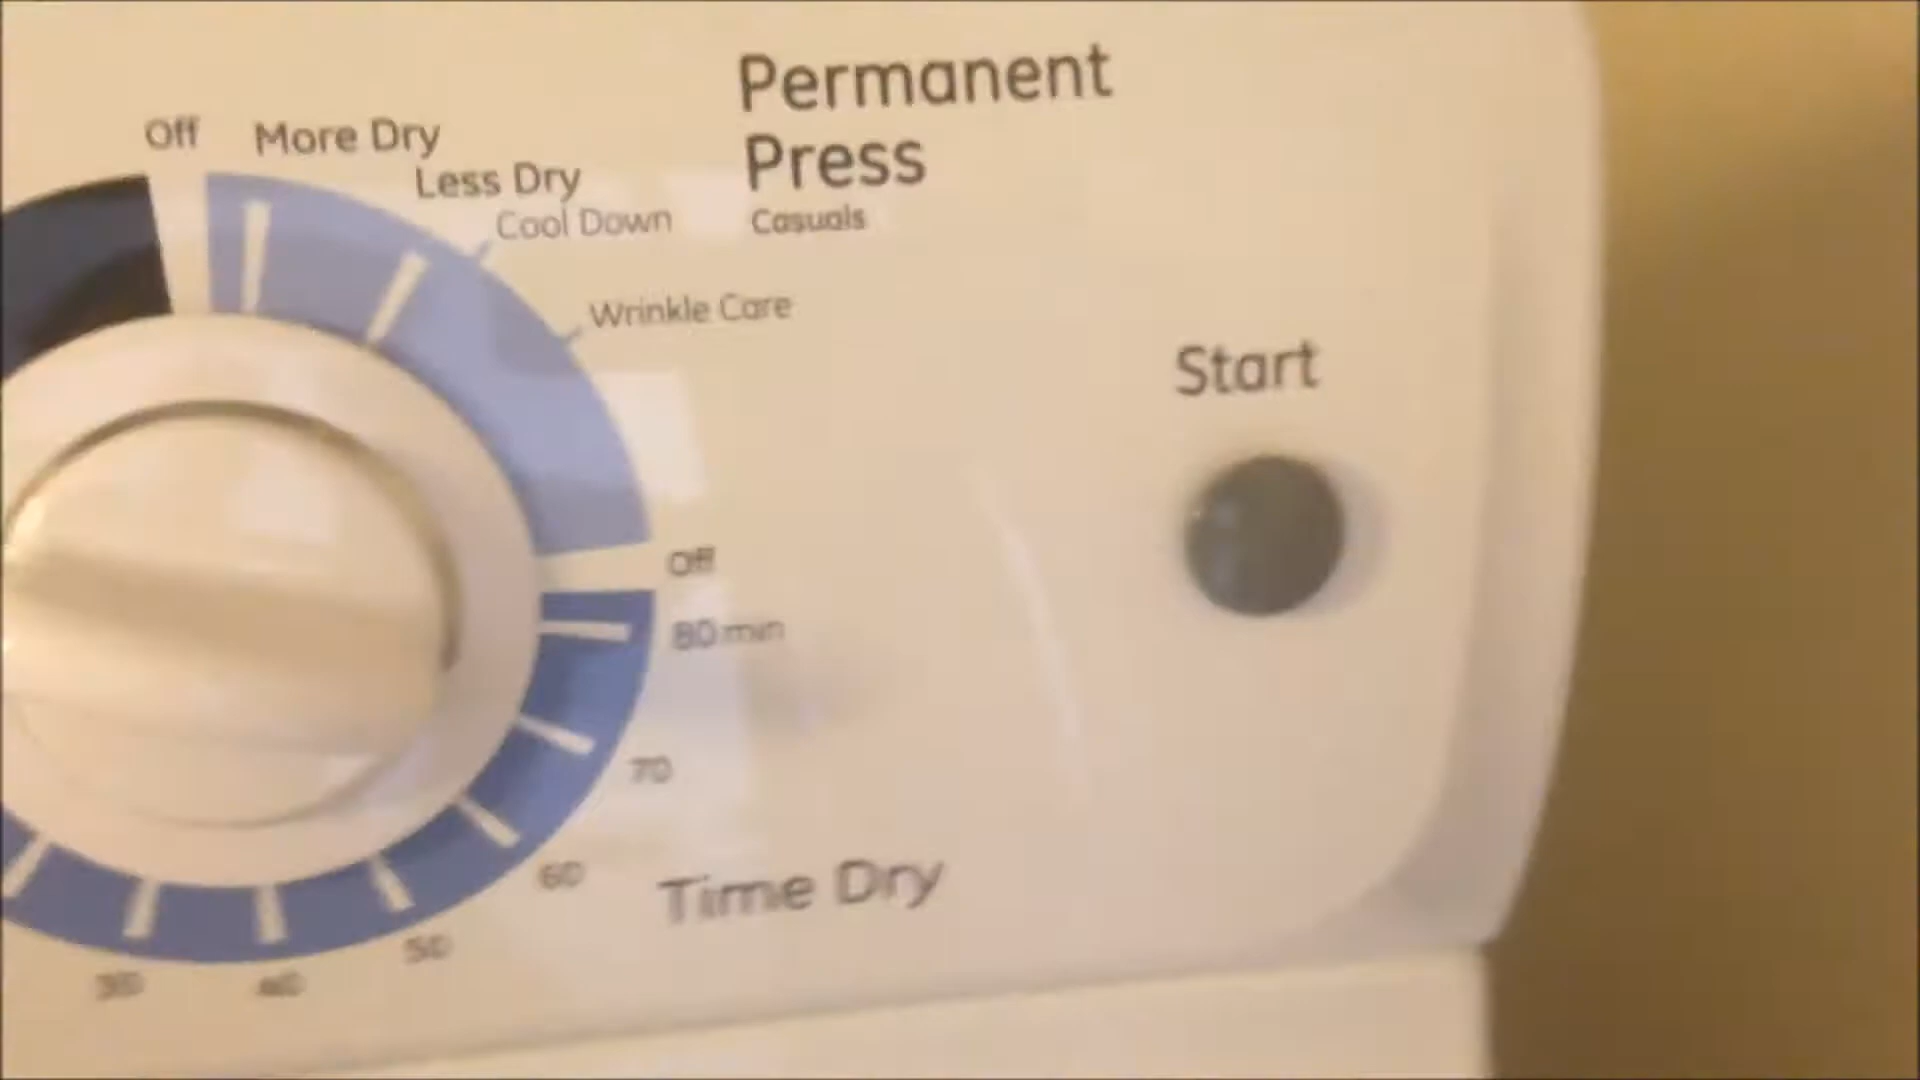 Permanent
Press
Casuals
Off
More Dry
Less Dry
Cool Down
Wrinkle Care
Start
Off
80 min
70
60
50
40
30
Time Dry